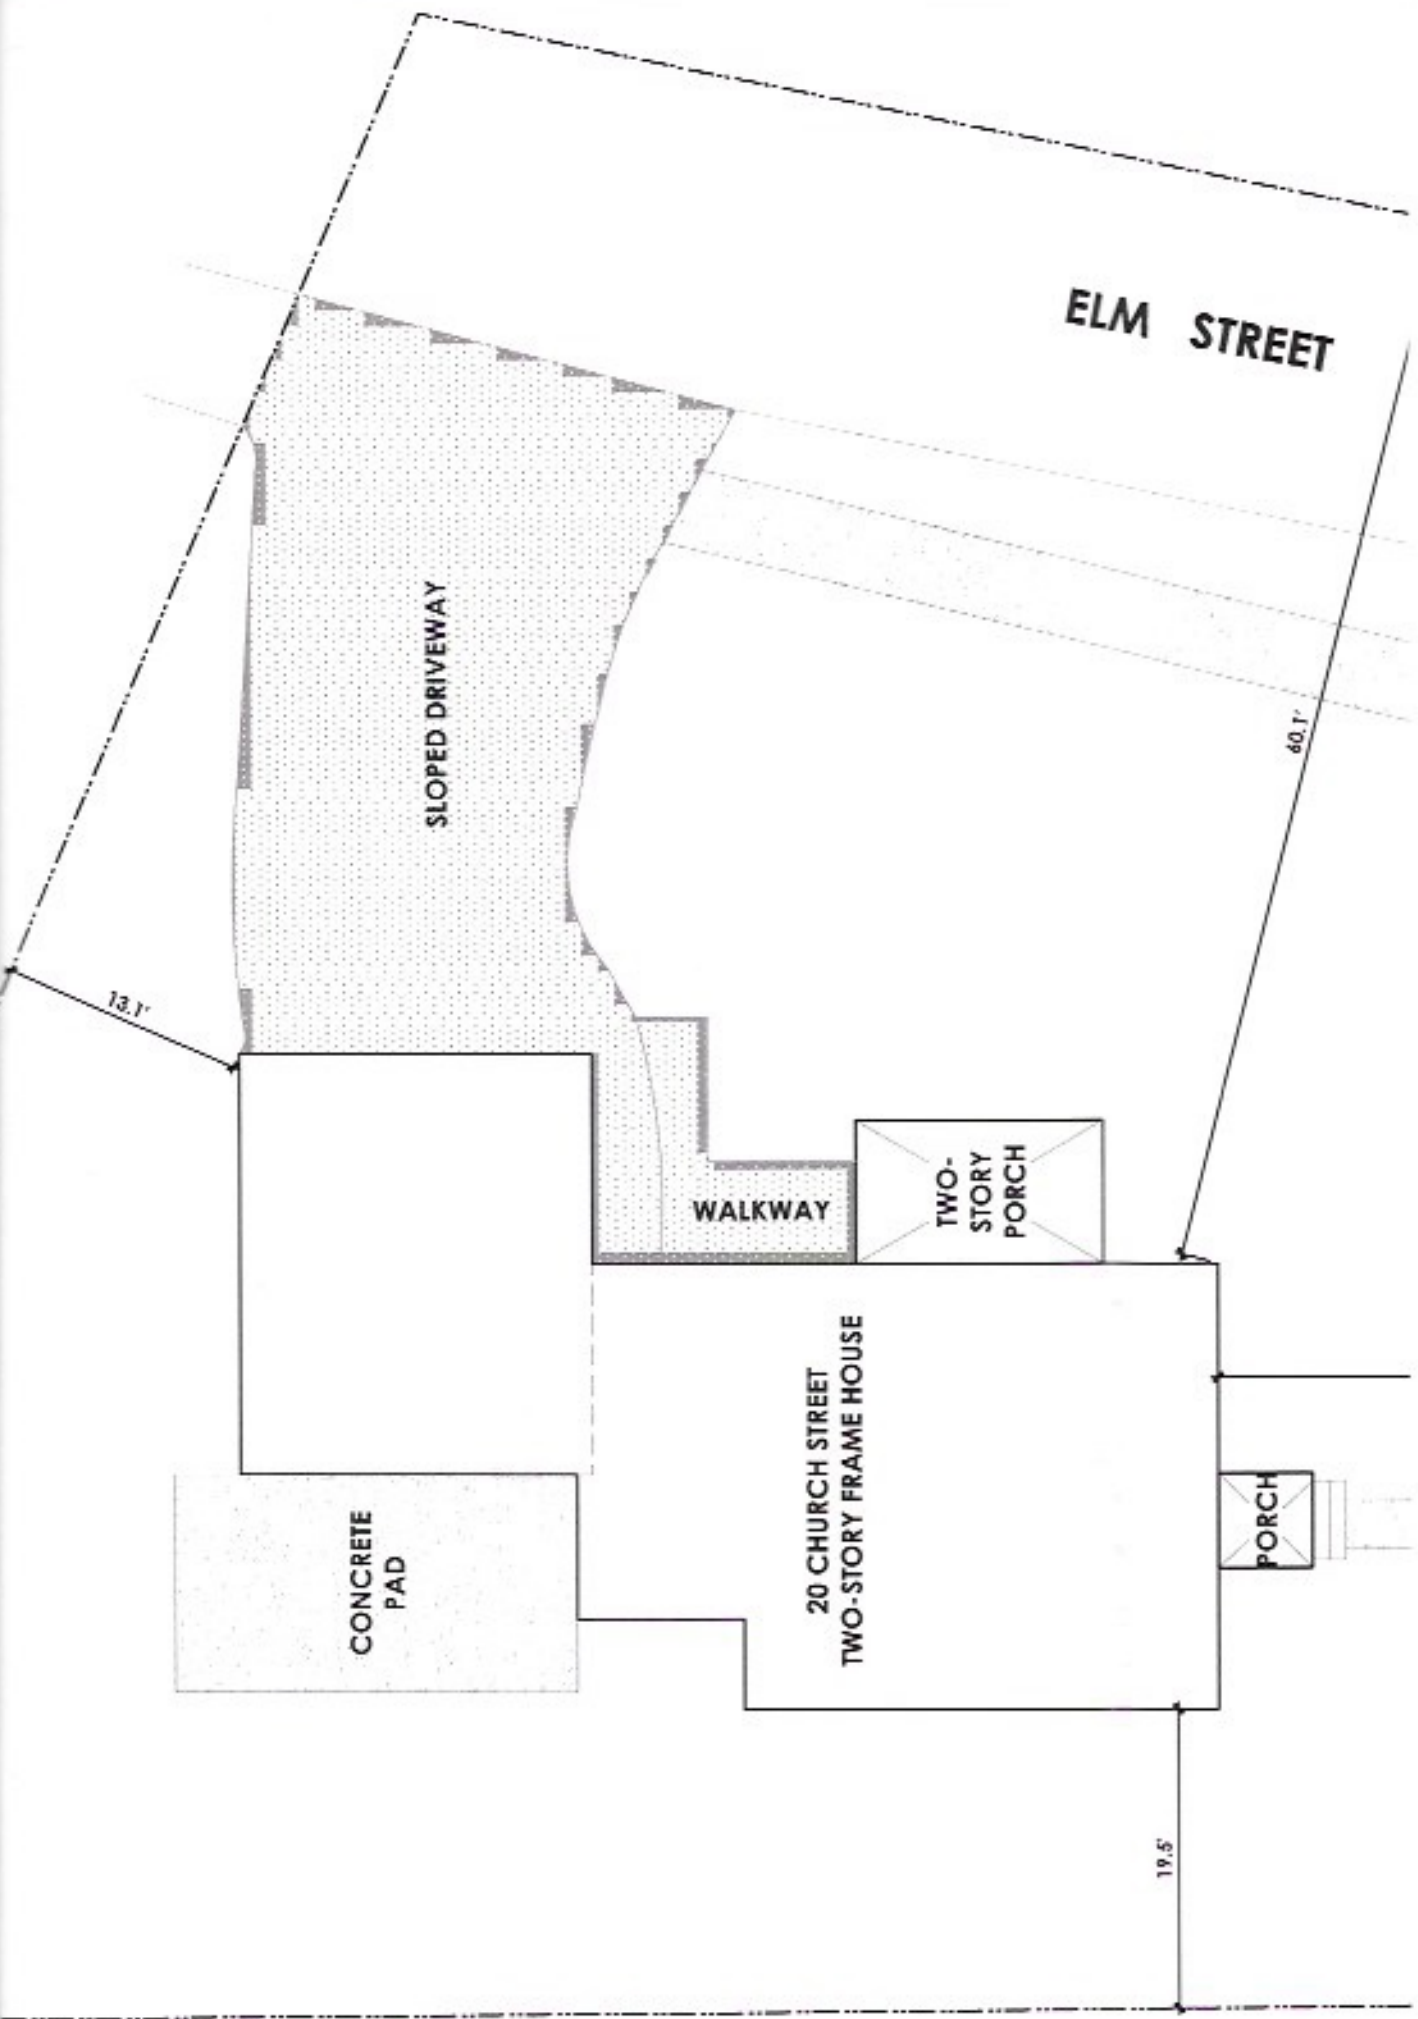 ELM STREET
SLOPED DRIVEWAY
60.1'
13.1'
TWO-
STORY
PORCH
WALKWAY
20 CHURCH STREET
TWO-STORY FRAME HOUSE
PORCH
CONCRETE
PAD
19.5'